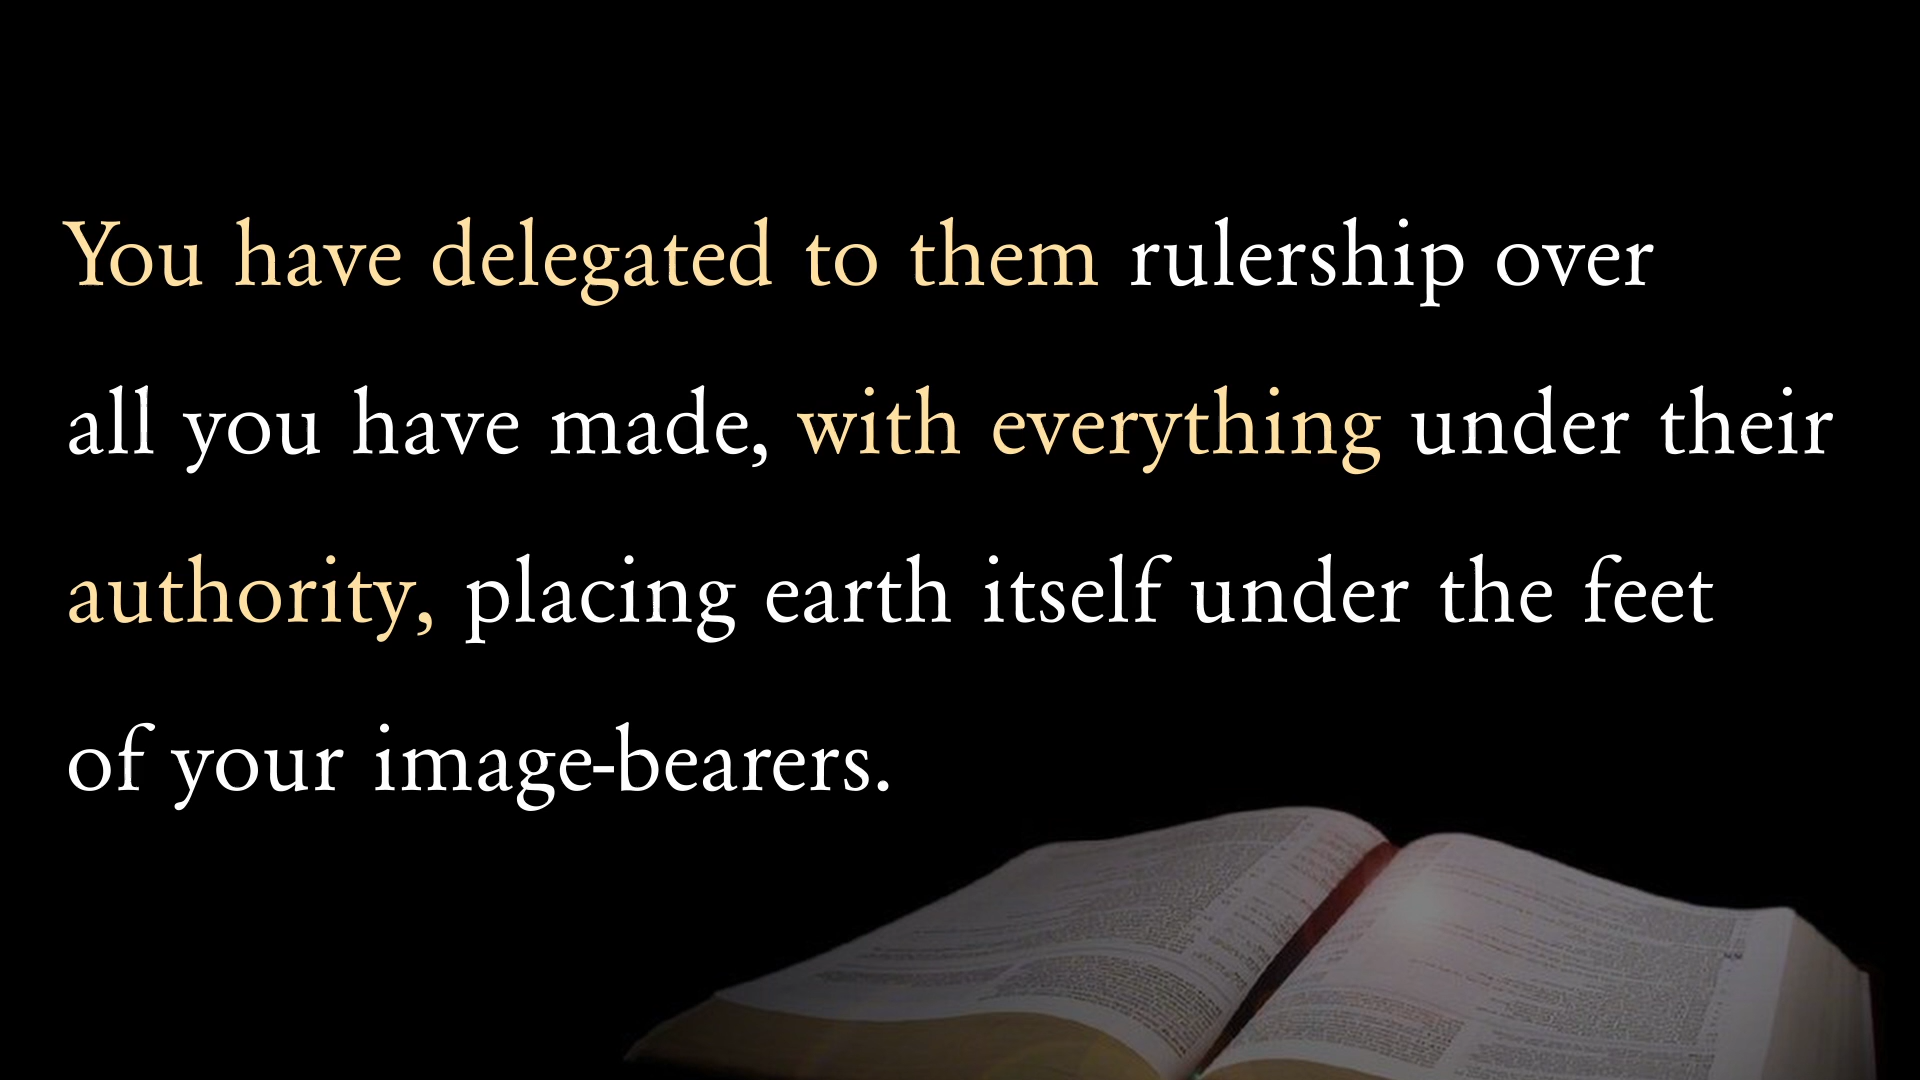 You have delegated to them rulership over
all you have made, with everything under their
authority, placing earth itself under the feet
of your image-bearers.